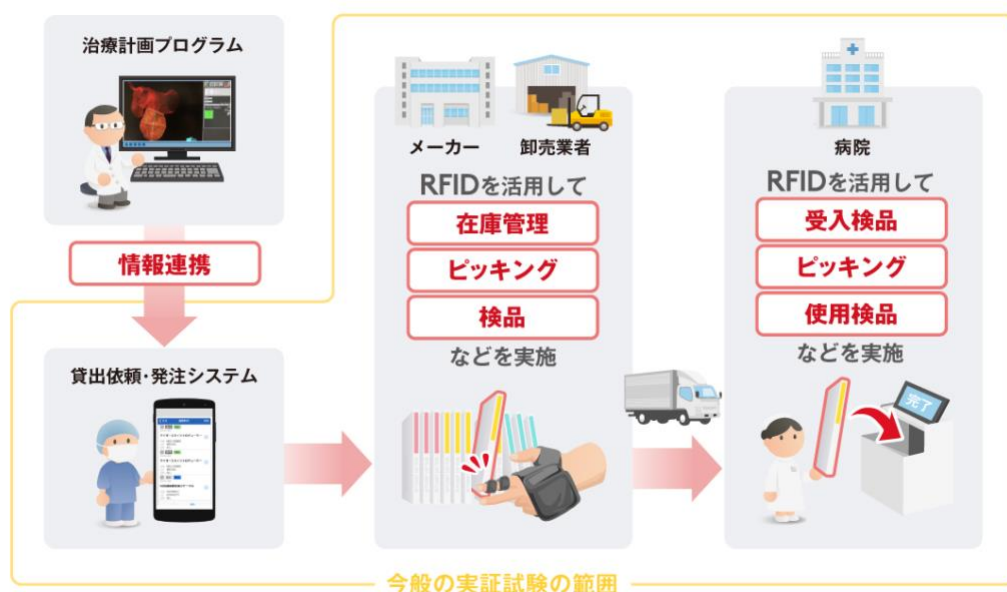 治療計画プログラム
情報連携
貸出依頼・発注システム
メーカー
卸売業者
RFIDを活用して
在庫管理
ピッキング
検品
などを実施
病院
RFIDを活用して
受入検品
ピッキング
使用検品
などを実施
完了
今般の実証試験の範囲